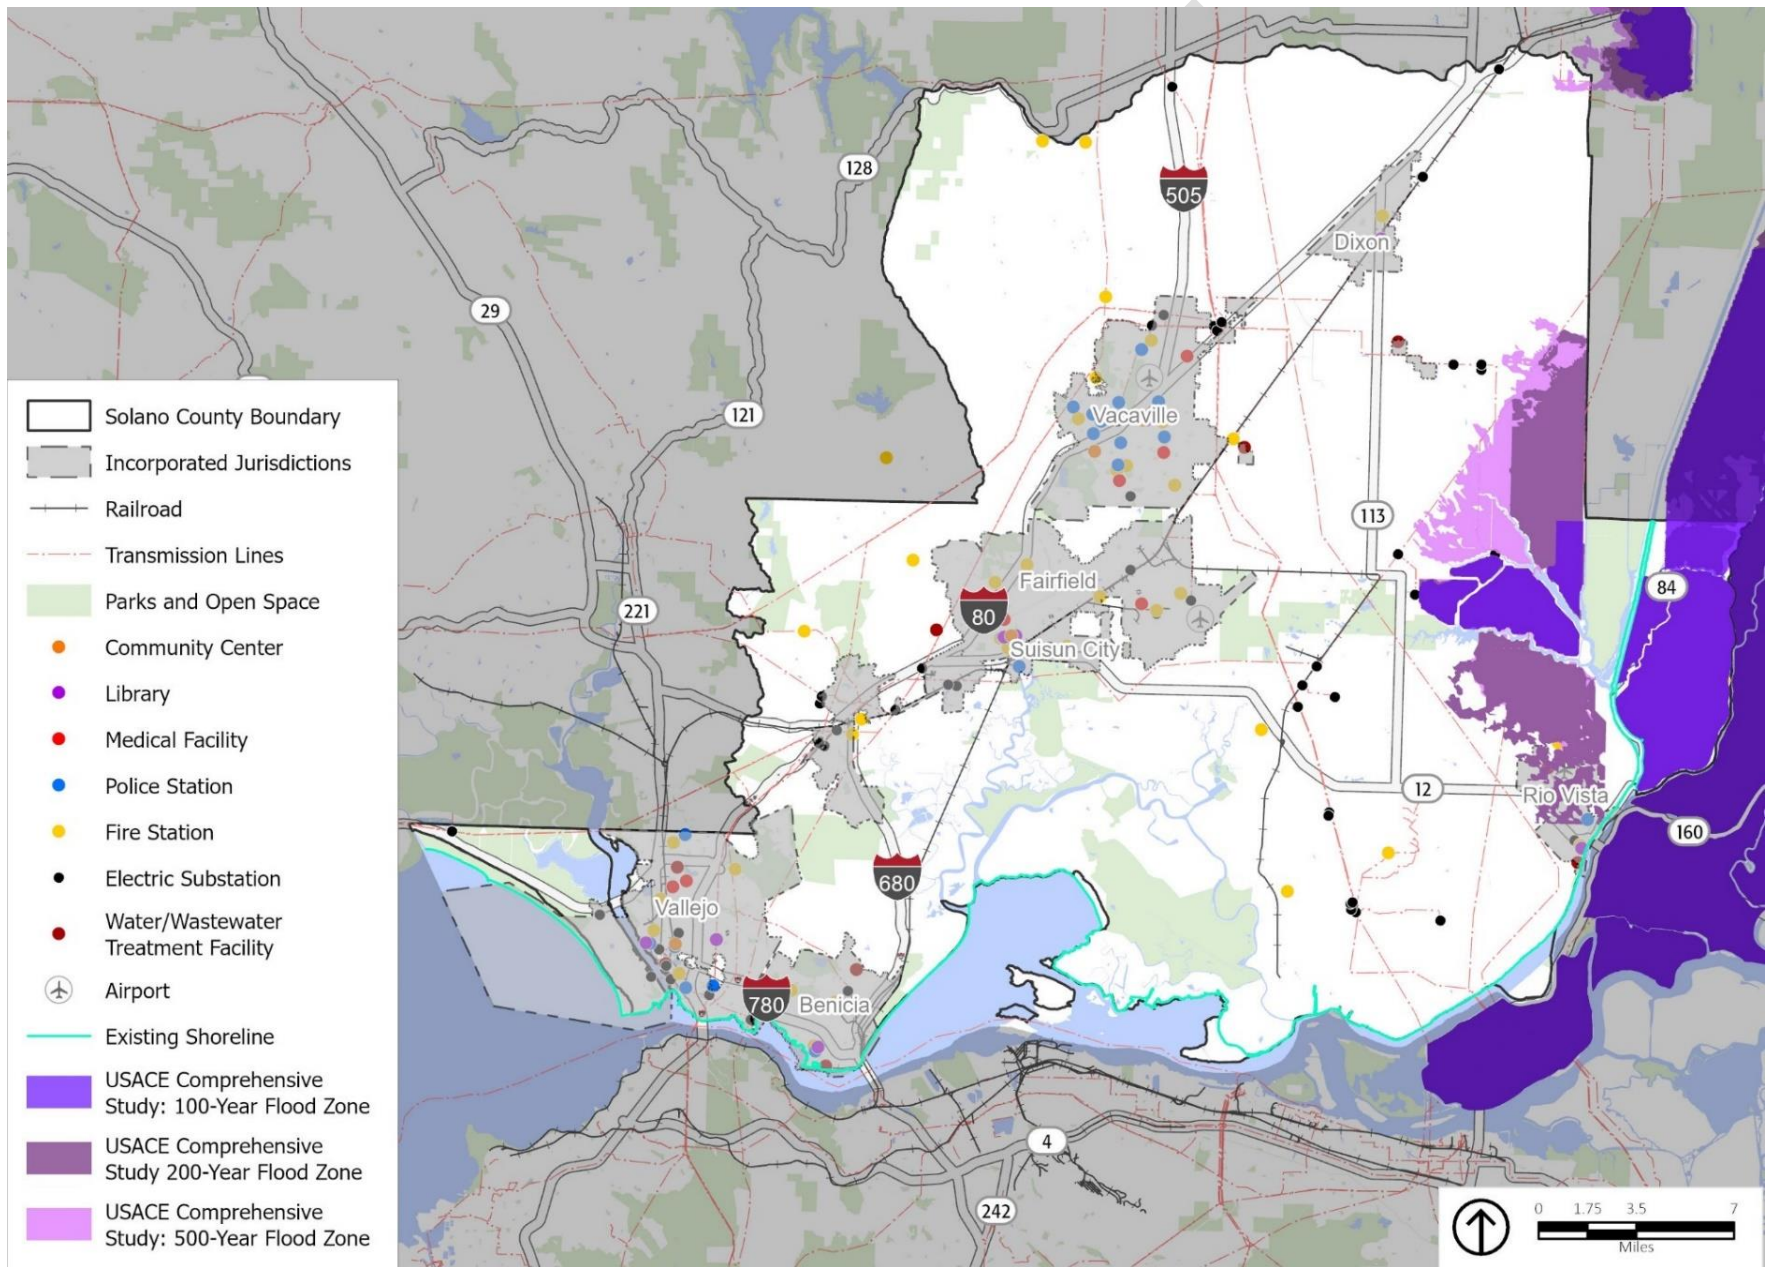 128
505
Dixon
29
121
Vacaville
113
221
Fairfield
80
Suisun City
84
12
Rio Vista
160
680
Vallejo
780
Benicia
4
242
Solano County Boundary
Incorporated Jurisdictions
Railroad
Transmission Lines
Parks and Open Space
Community Center
Library
Medical Facility
Police Station
Fire Station
Electric Substation
Water/Wastewater
Treatment Facility
Airport
Existing Shoreline
USACE Comprehensive
Study: 100-Year Flood Zone
USACE Comprehensive
Study 200-Year Flood Zone
USACE Comprehensive
Study: 500-Year Flood Zone
0 1.75 3.5 7
Miles